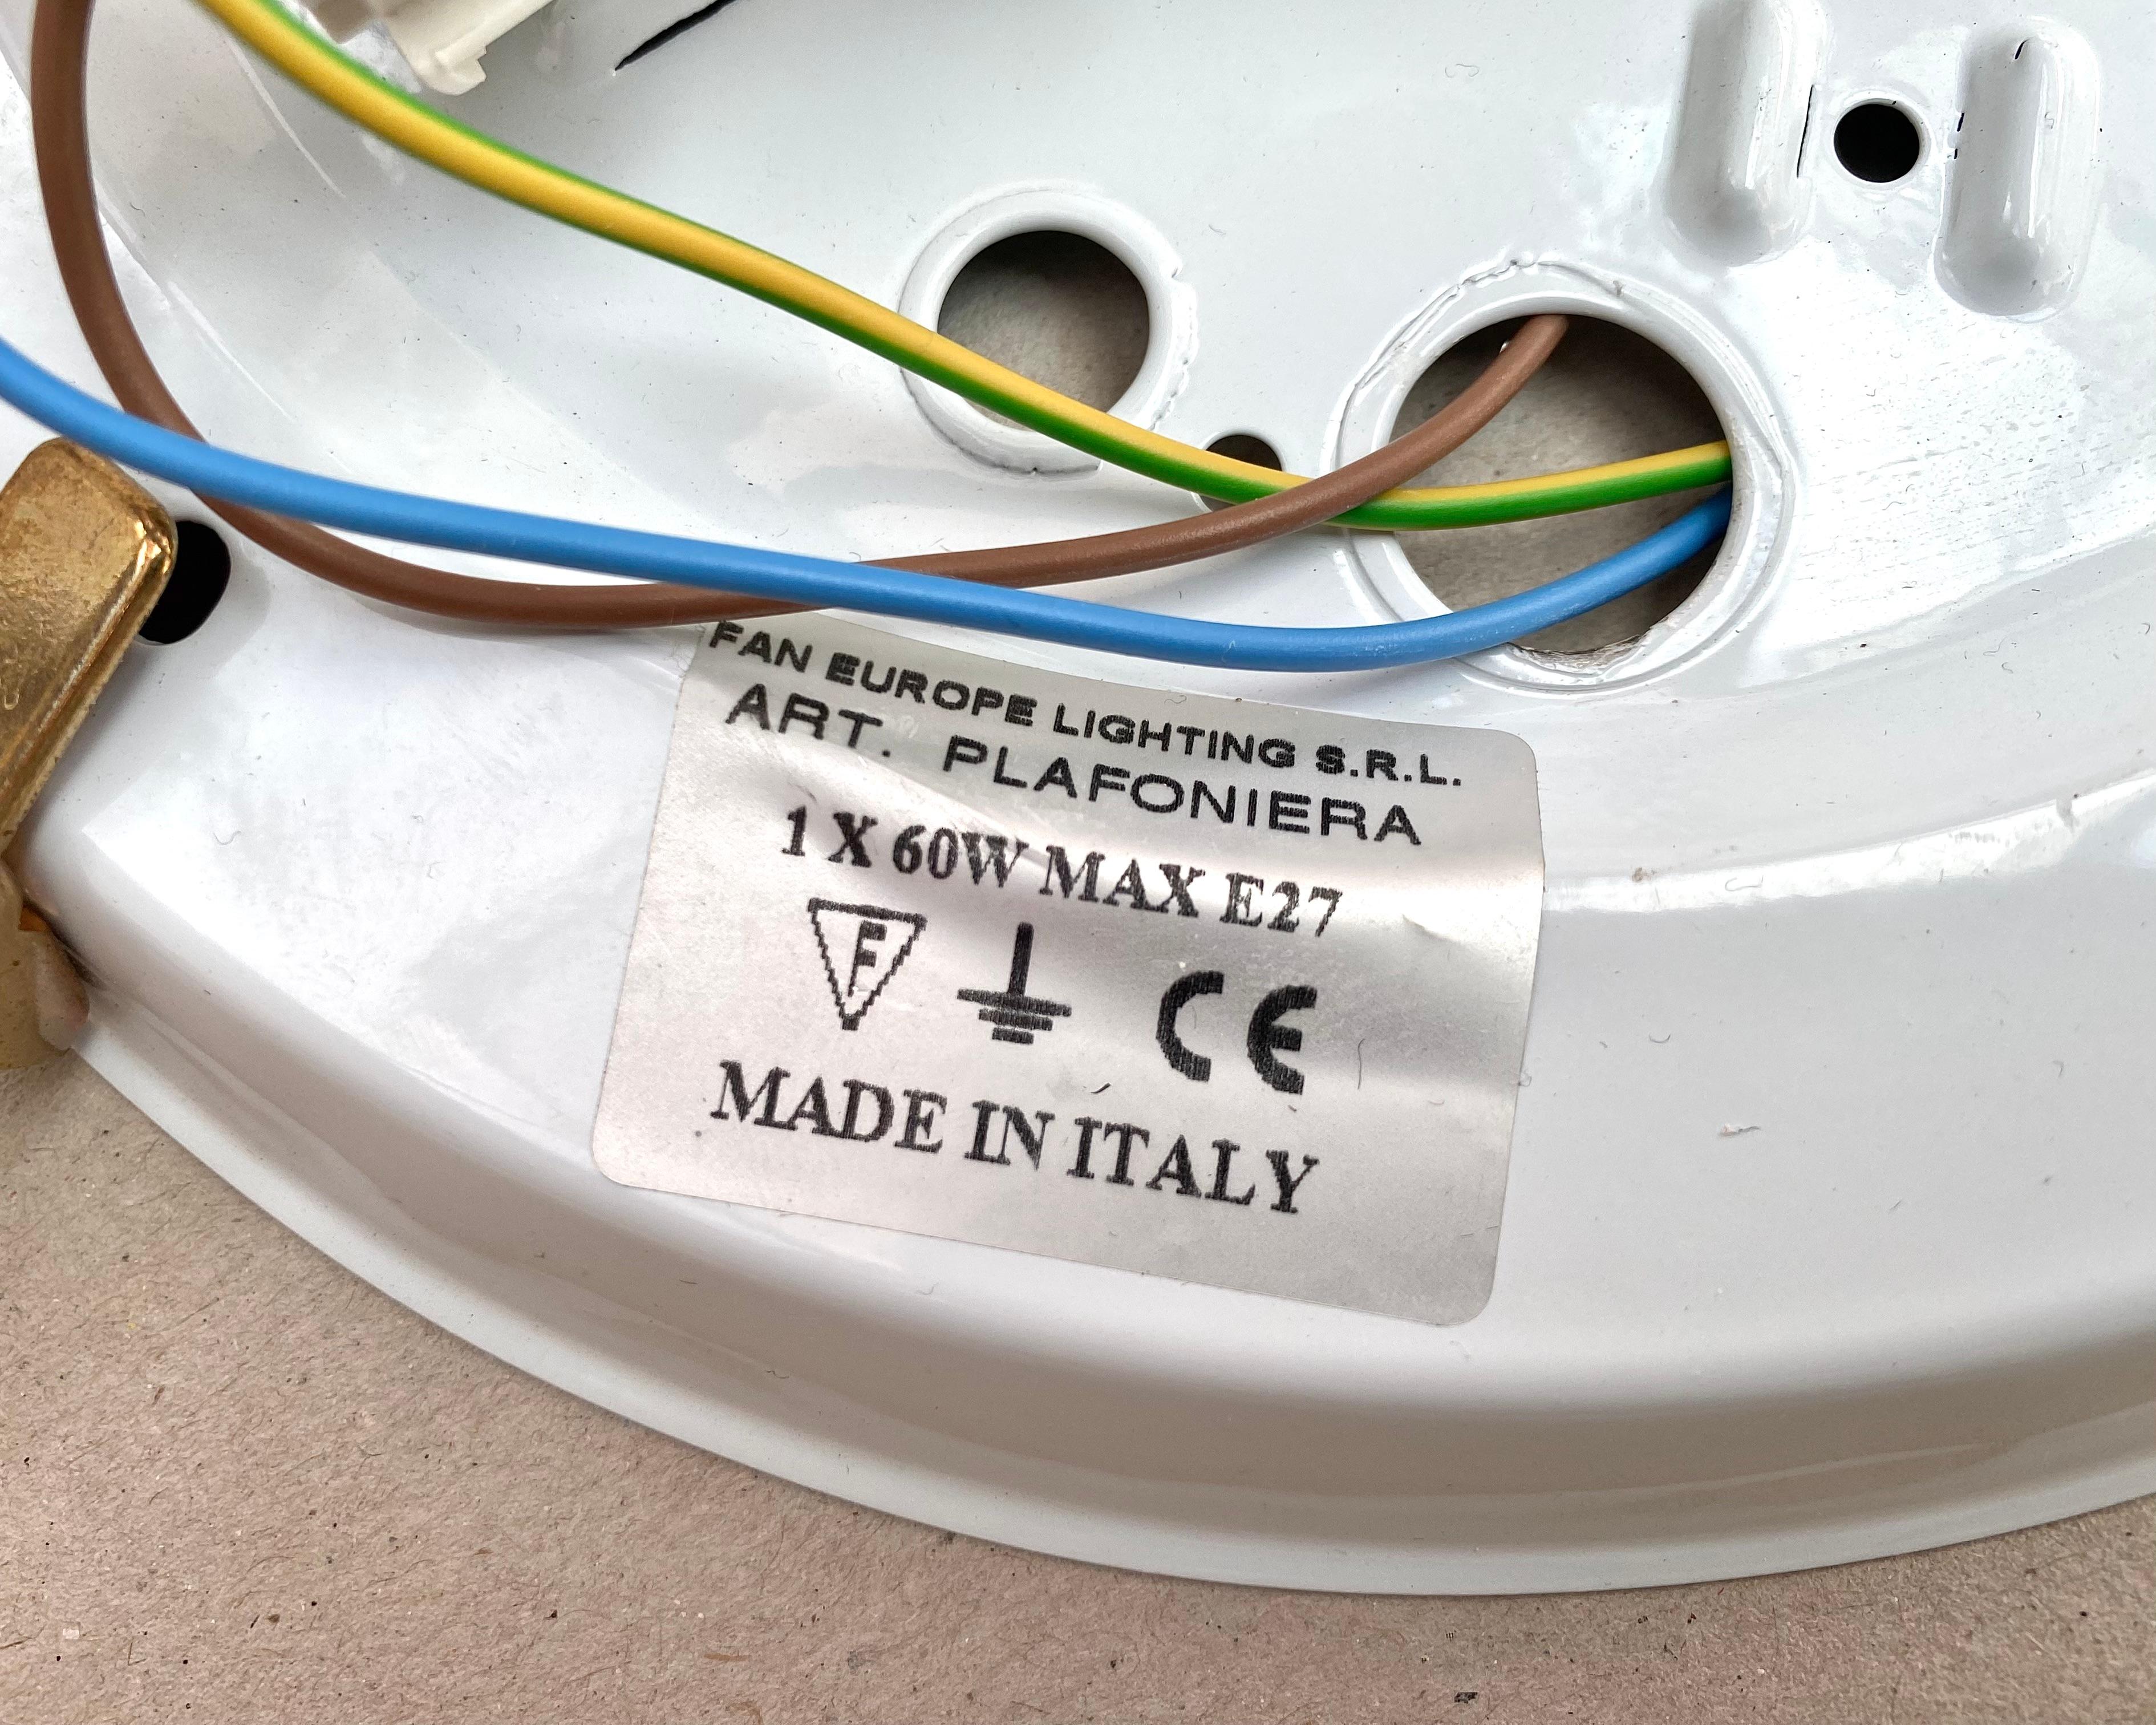 FAN EUROPE LIGHTING S.R.L.
ART. PLAFONIERA
1 X 60W MAX E27
F CE
MADE IN ITALY